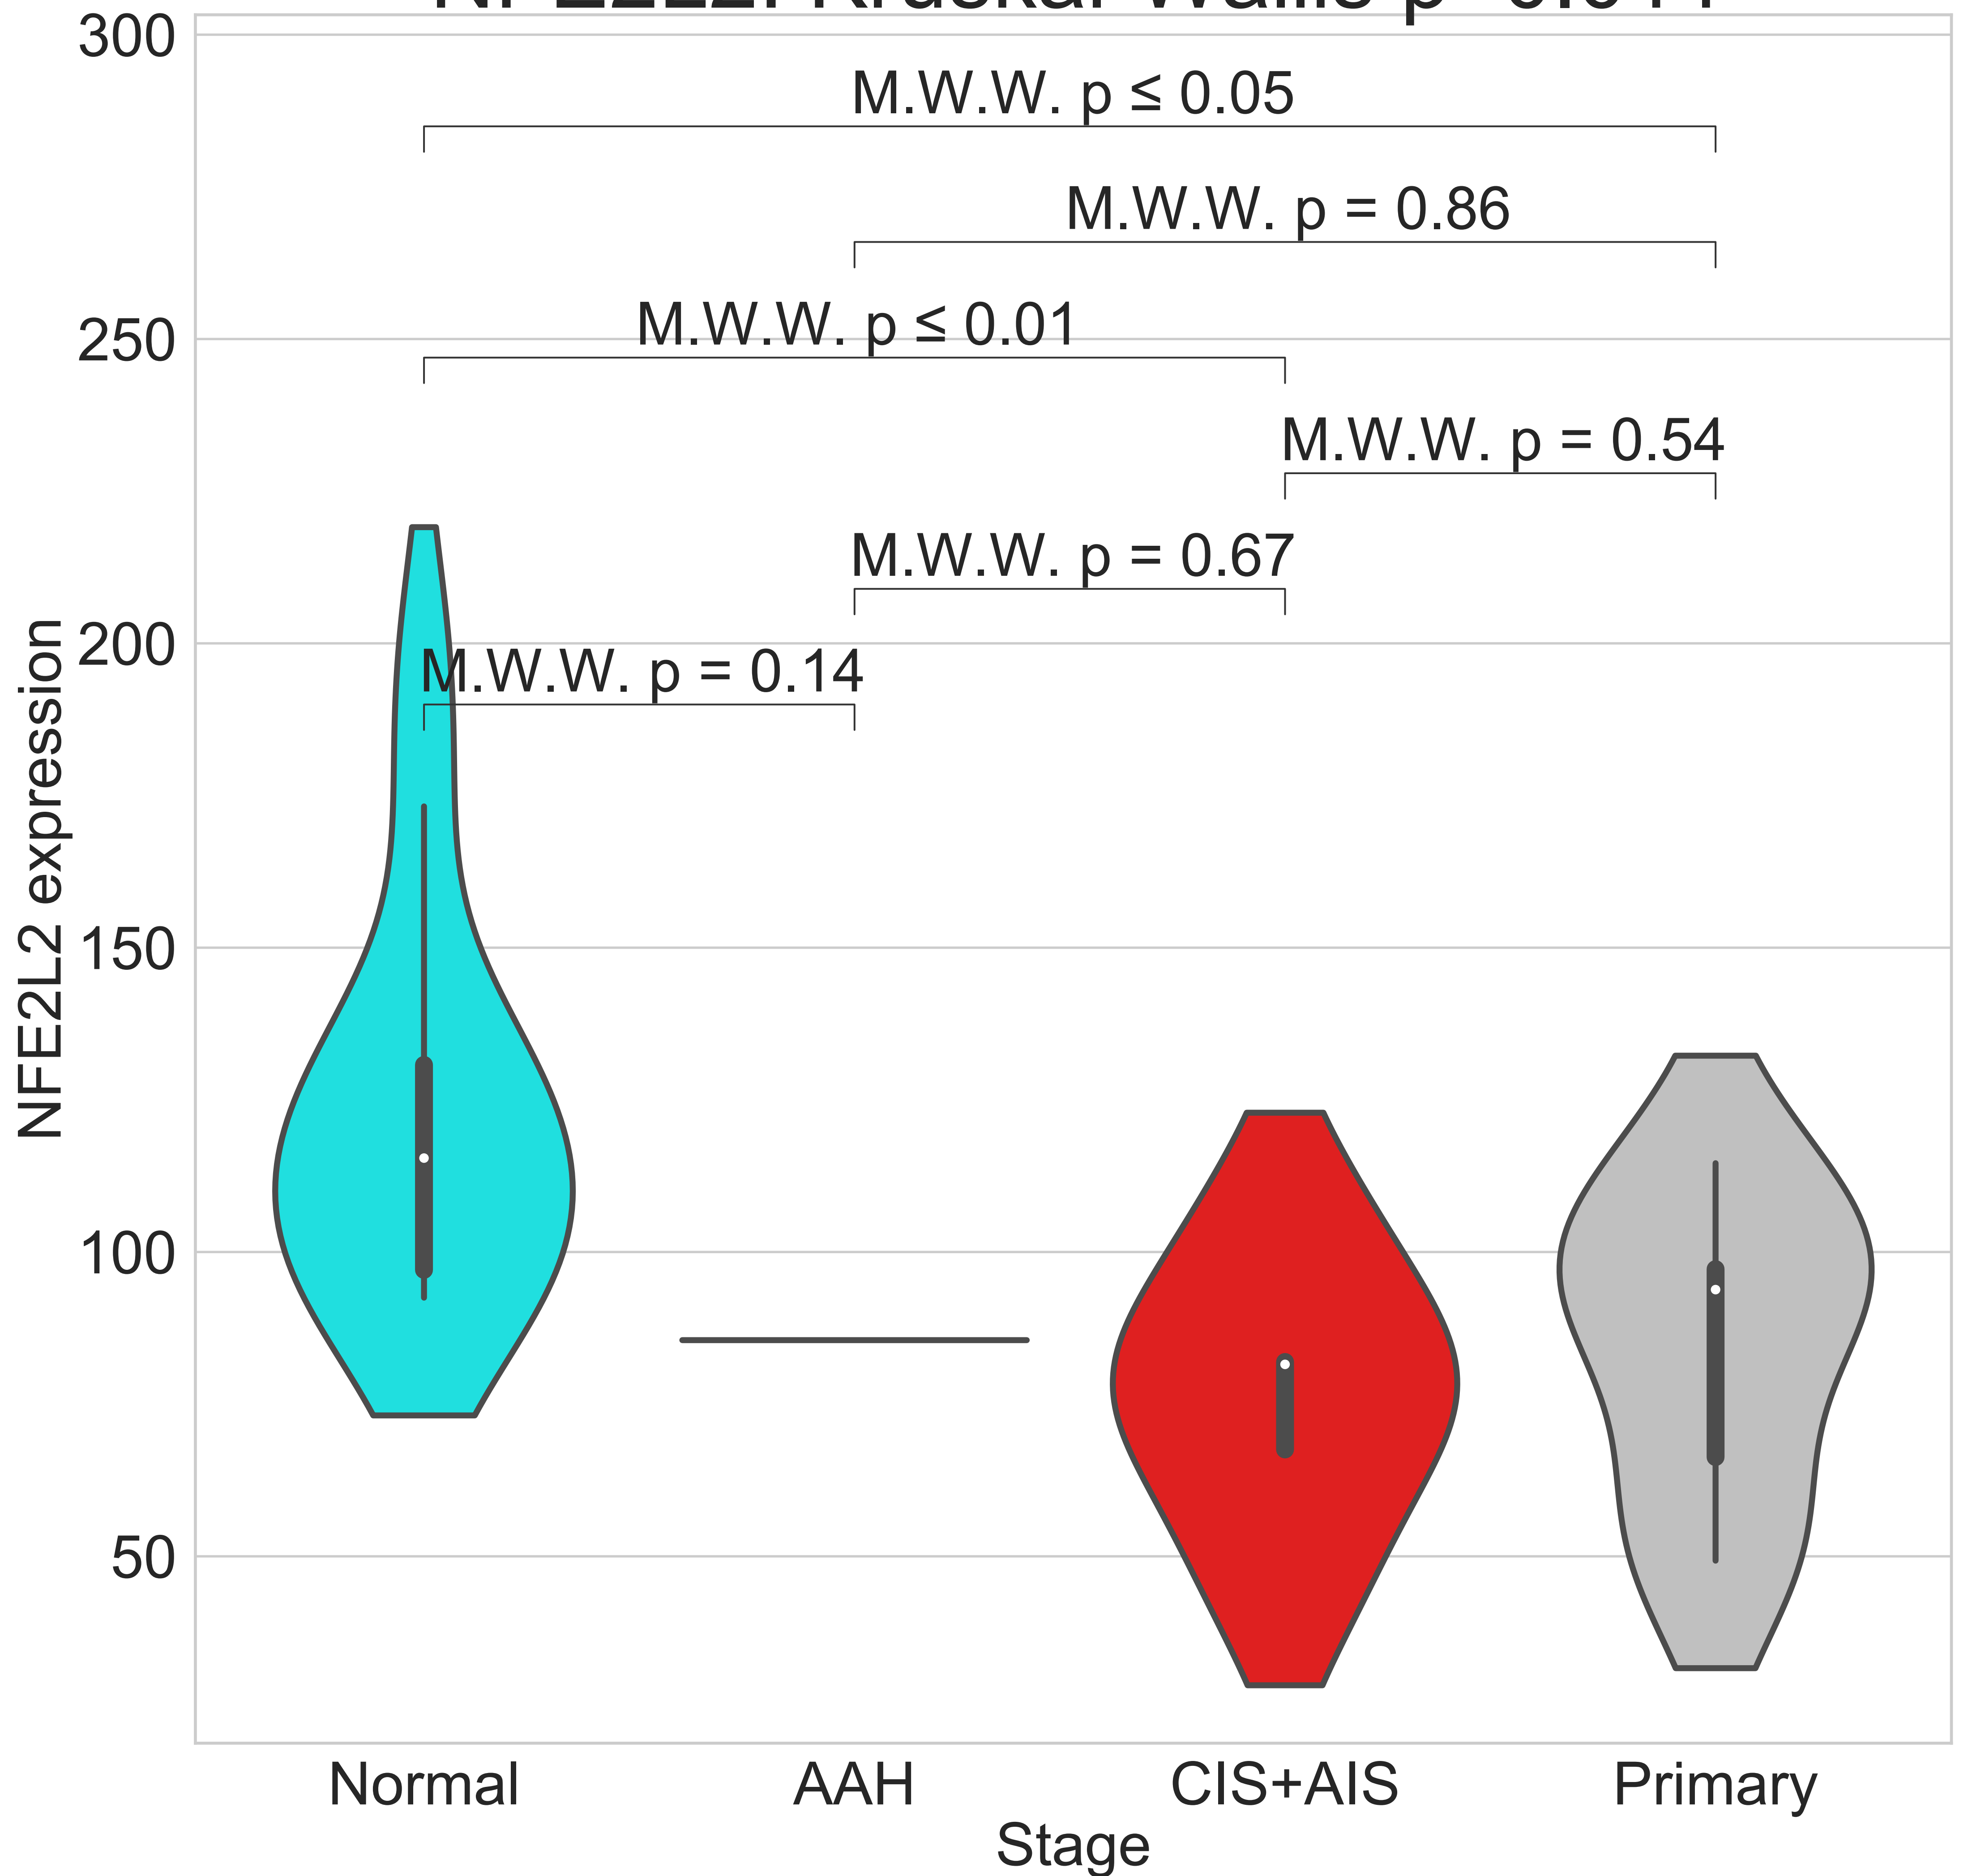 300
M.W.W. p ≤ 0.05
M.W.W. p = 0.86
M.W.W. p ≤ 0.01
250
M.W.W. p = 0.54
M.W.W. p = 0.67
200
M.W.W. p = 0.14
NFE2L2 expression
150
100
50
Normal AAH CIS+AIS Primary
Stage